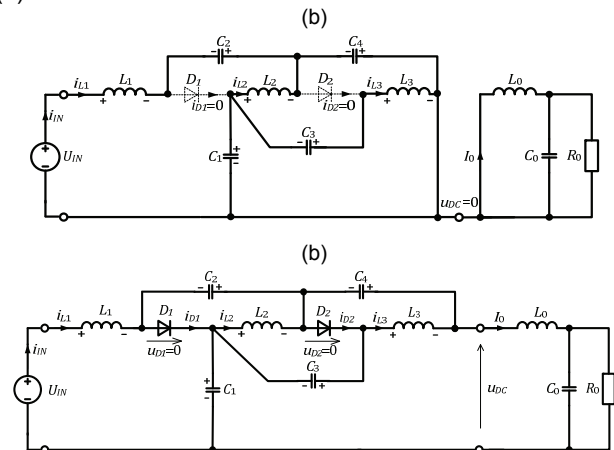 (b)
C2 C4
iL1 L1 D1 iL2 L2 D2 iL3 L3 L0
iD1=0 iD2=0
iIN
C3
UIN C1 I0 C0 R0
uDC=0
(b)
C2 C4
iL1 L1 D1 iD1 iL2 L2 D2 iD2 iL3 L3 I0 L0
uD1=0 uD2=0
iIN
C3
UIN C1 uDC C0 R0